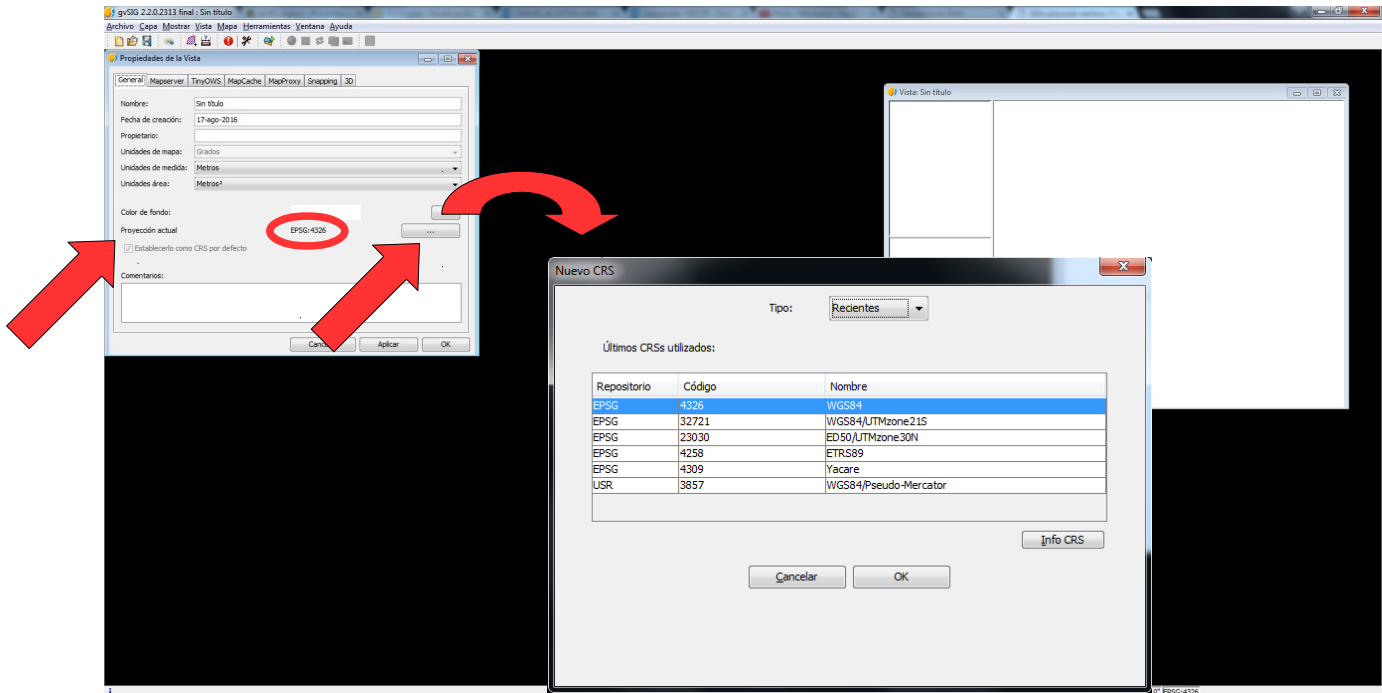 gvSIG 2.2.0.2313 final : Sin título
Archivo Capa Mostrar Vista Mapa Herramientas Ventana Ayuda
Propiedades de la Vista
General Mapserver TinyOWS MapCache MapProxy Snapping 3D
Nombre: Sin título
Fecha de creación: 17-ago-2016
Propietario:
Unidades de mapa: Grados
Unidades de medida: Metros
Unidades área: Metros²
Color de fondo:
Proyección actual EPSG:4326 ...
Establecerlo como CRS por defecto
Comentarios:
Aplicar OK
Vista: Sin título
Nuevo CRS
Tipo: Recientes
Últimos CRSs utilizados:
Repositorio Código Nombre
EPSG 4326 WGS84
EPSG 32721 WGS84/UTMzone21S
EPSG 23030 ED50/UTMzone30N
EPSG 4258 ETRS89
EPSG 4309 Yacare
USR 3857 WGS84/Pseudo-Mercator
Info CRS
Cancelar OK
EPSG:4326